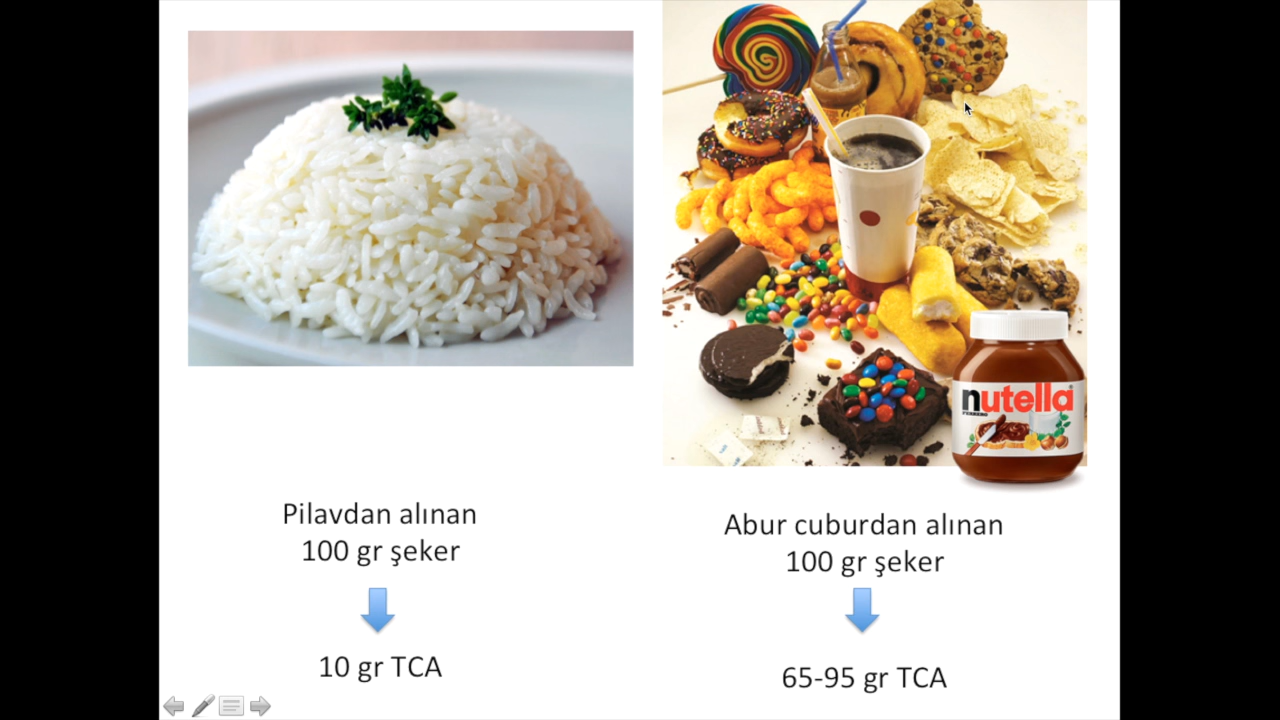 nutella
FERRERO
Pilavdan alınan
100 gr şeker
10 gr TCA
Abur cuburdan alınan
100 gr şeker
65-95 gr TCA